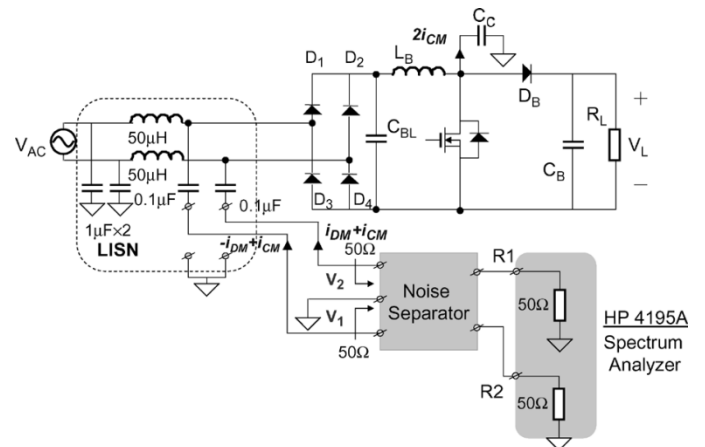 2iCM
CC
D1
D2
LB
DB
RL
+
VAC
50µH
CBL
VL
50µH
CB
−
0.1µF
D3
D4
0.1µF
1µF×2
LISN
-iDM+iCM
iDM+iCM
50Ω
R1
V2
Noise
Separator
50Ω
V1
50Ω
HP 4195A
Spectrum
Analyzer
R2
50Ω